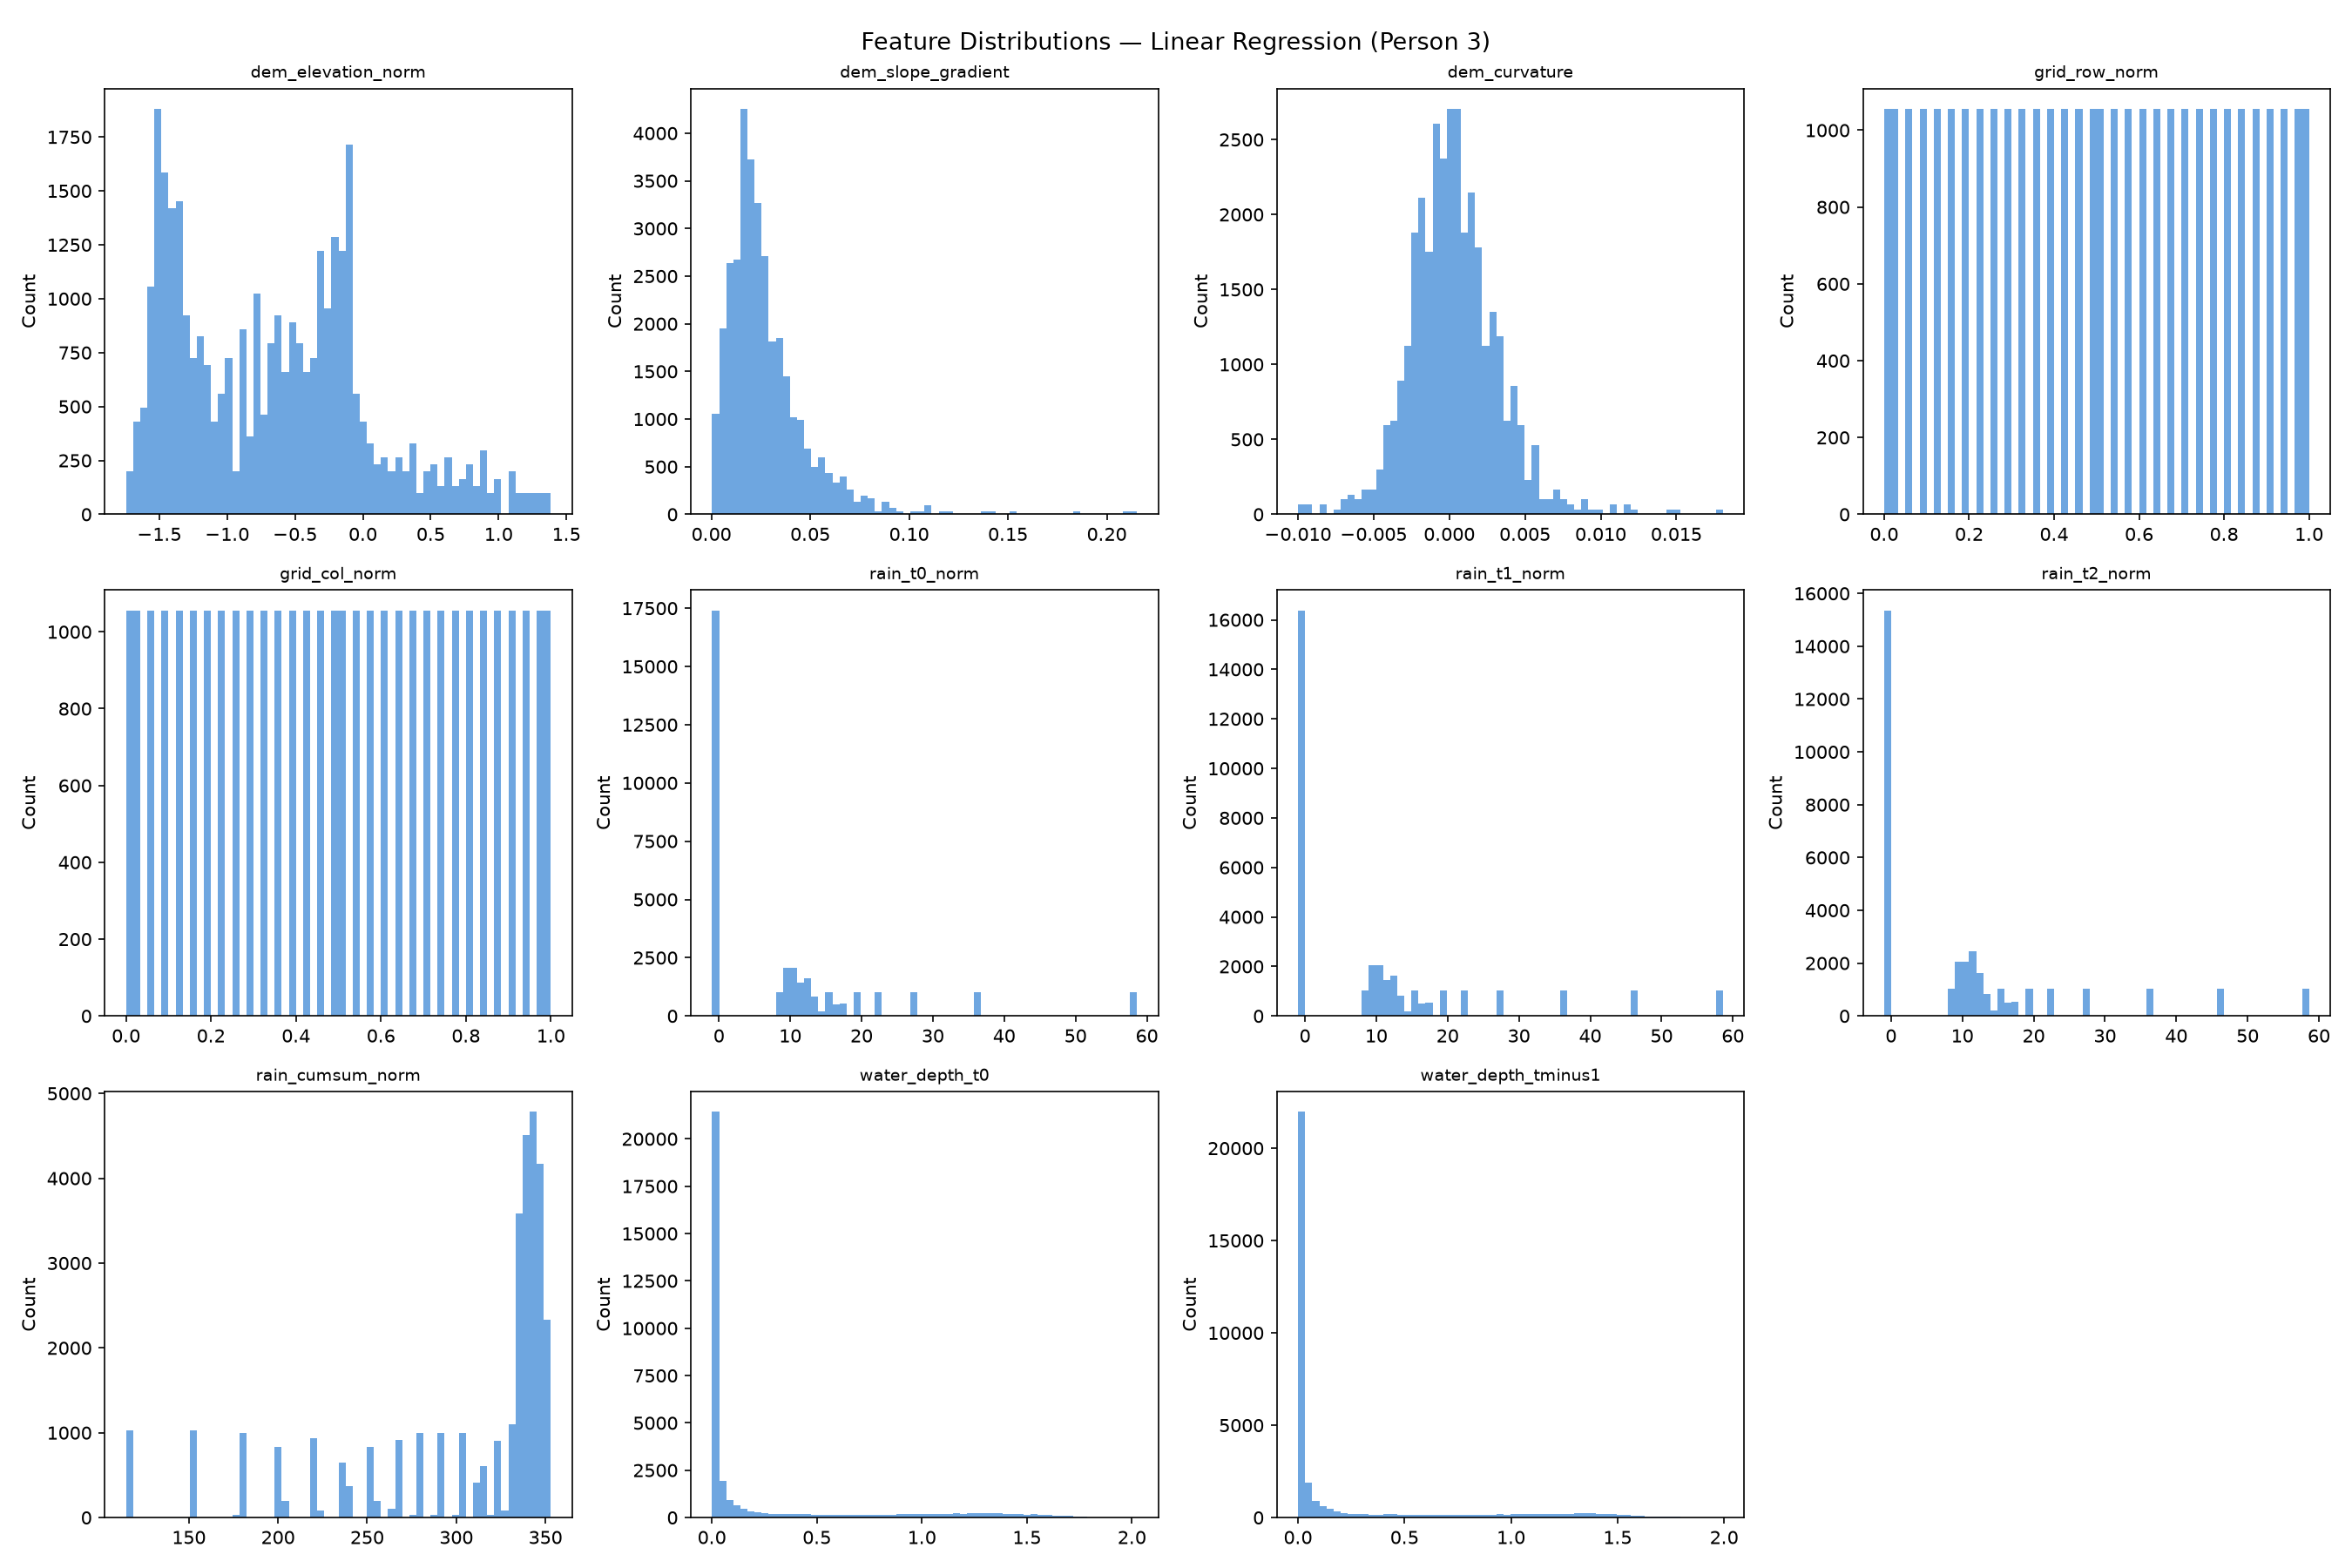 Feature Distributions — Linear Regression (Person 3)
dem_elevation_norm
dem_slope_gradient
dem_curvature
grid_row_norm
Count
1750
1500
1250
1000
750
500
250
0
−1.5 −1.0 −0.5 0.0 0.5 1.0 1.5
Count
4000
3500
3000
2500
2000
1500
1000
500
0
0.00 0.05 0.10 0.15 0.20
Count
2500
2000
1500
1000
500
0
−0.010 −0.005 0.000 0.005 0.010 0.015
Count
1000
800
600
400
200
0
0.0 0.2 0.4 0.6 0.8 1.0
grid_col_norm
rain_t0_norm
rain_t1_norm
rain_t2_norm
Count
1000
800
600
400
200
0
0.0 0.2 0.4 0.6 0.8 1.0
Count
17500
15000
12500
10000
7500
5000
2500
0
0 10 20 30 40 50 60
Count
16000
14000
12000
10000
8000
6000
4000
2000
0
0 10 20 30 40 50 60
Count
16000
14000
12000
10000
8000
6000
4000
2000
0
0 10 20 30 40 50 60
rain_cumsum_norm
water_depth_t0
water_depth_tminus1
Count
5000
4000
3000
2000
1000
0
150 200 250 300 350
Count
20000
17500
15000
12500
10000
7500
5000
2500
0
0.0 0.5 1.0 1.5 2.0
Count
20000
15000
10000
5000
0
0.0 0.5 1.0 1.5 2.0